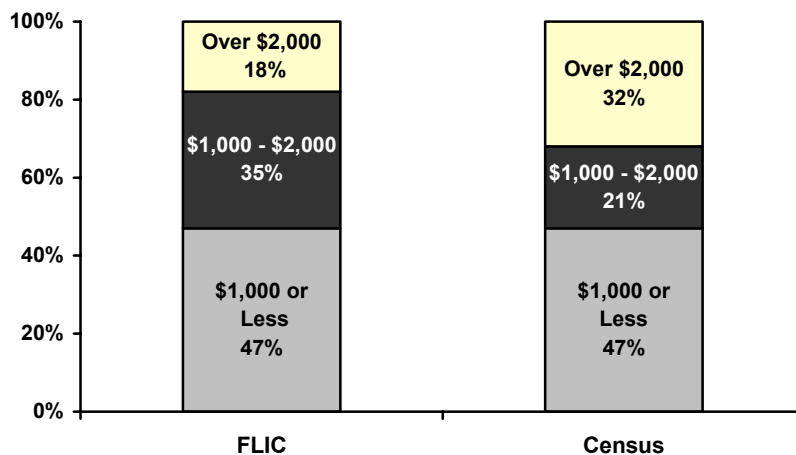 100%
80%
60%
40%
20%
0%
Over $2,000
18%
$1,000 - $2,000
35%
$1,000 or
Less
47%
Over $2,000
32%
$1,000 - $2,000
21%
$1,000 or
Less
47%
FLIC
Census